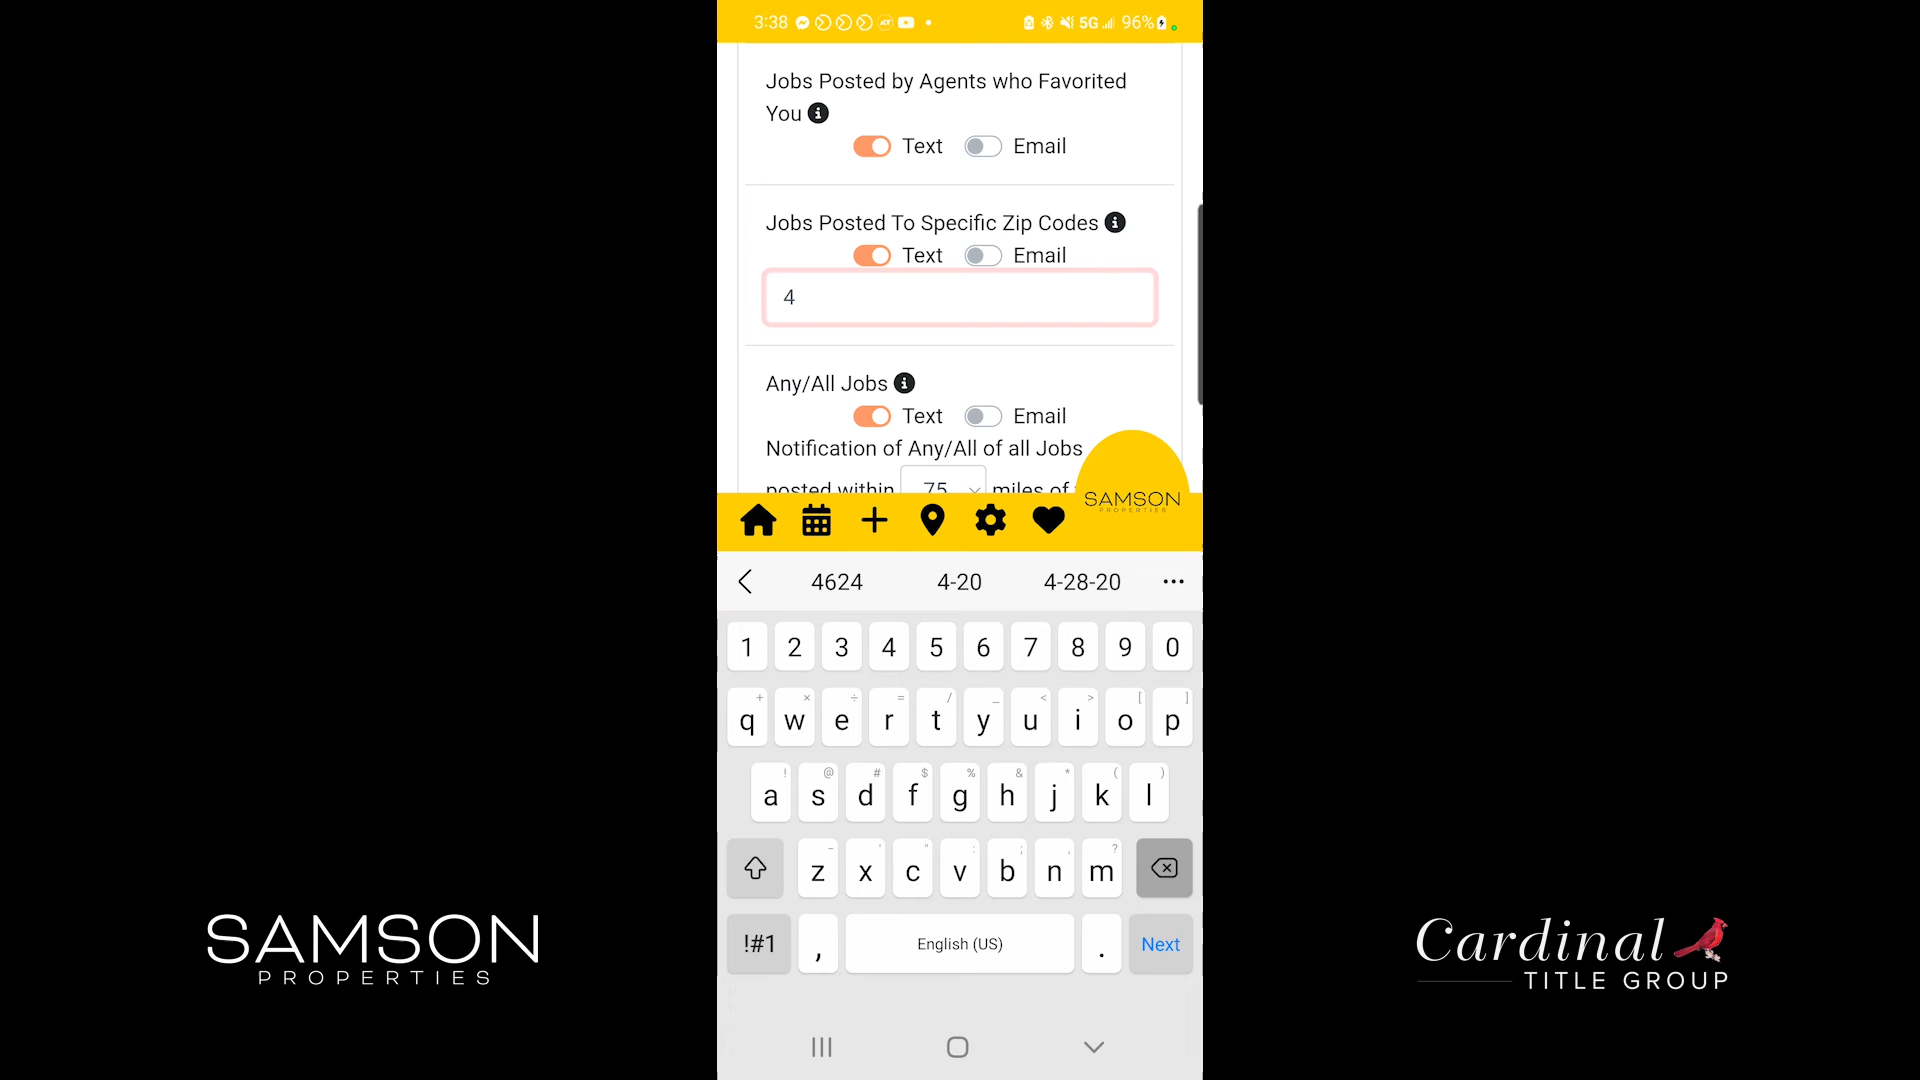 3:38
5G
96%
Jobs Posted by Agents who Favorited
You
Text
Email
Jobs Posted To Specific Zip Codes
Text
Email
4
Any/All Jobs
Text
Email
Notification of Any/All of all Jobs
posted within 75 miles of
SAMSON
PROPERTIES
4624
4-20
4-28-20
1 2 3 4 5 6 7 8 9 0
+ × ÷ = / _ < > [ ]
q w e r t y u i o p
! @ # $ % & * ( )
a s d f g h j k l
- ' " : ; , ?
z x c v b n m
!#1 , English (US) . Next
SAMSON
PROPERTIES
Cardinal
TITLE GROUP